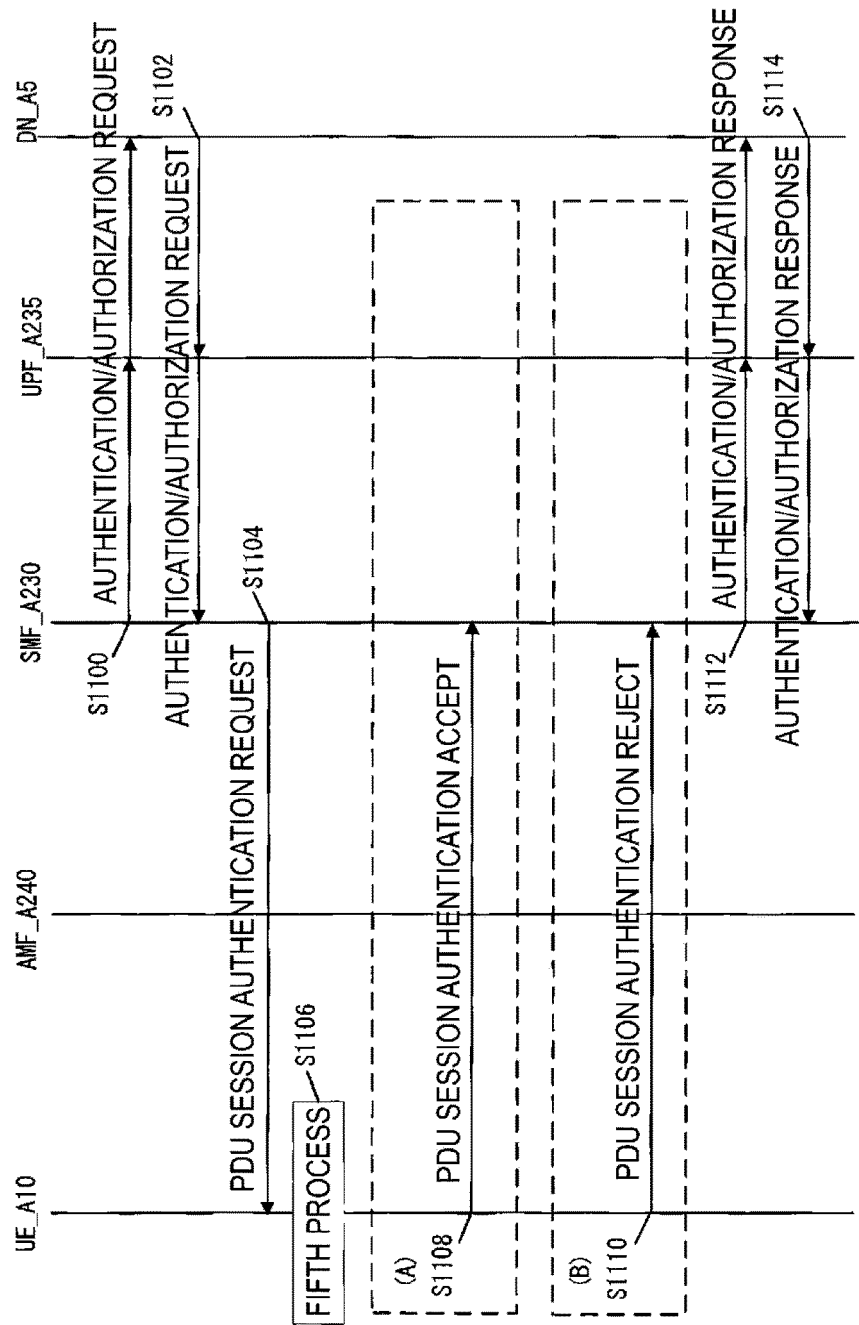 UE_A10
AMF_A240
SMF_A230
UPF_A235
DN_A5
S1100
AUTHENTICATION/AUTHORIZATION REQUEST
S1102
AUTHENTICATION/AUTHORIZATION REQUEST
S1104
PDU SESSION AUTHENTICATION REQUEST
FIFTH PROCESS
S1106
(A)
S1108
PDU SESSION AUTHENTICATION ACCEPT
(B)
S1110
PDU SESSION AUTHENTICATION REJECT
S1112
AUTHENTICATION/AUTHORIZATION RESPONSE
S1114
AUTHENTICATION/AUTHORIZATION RESPONSE